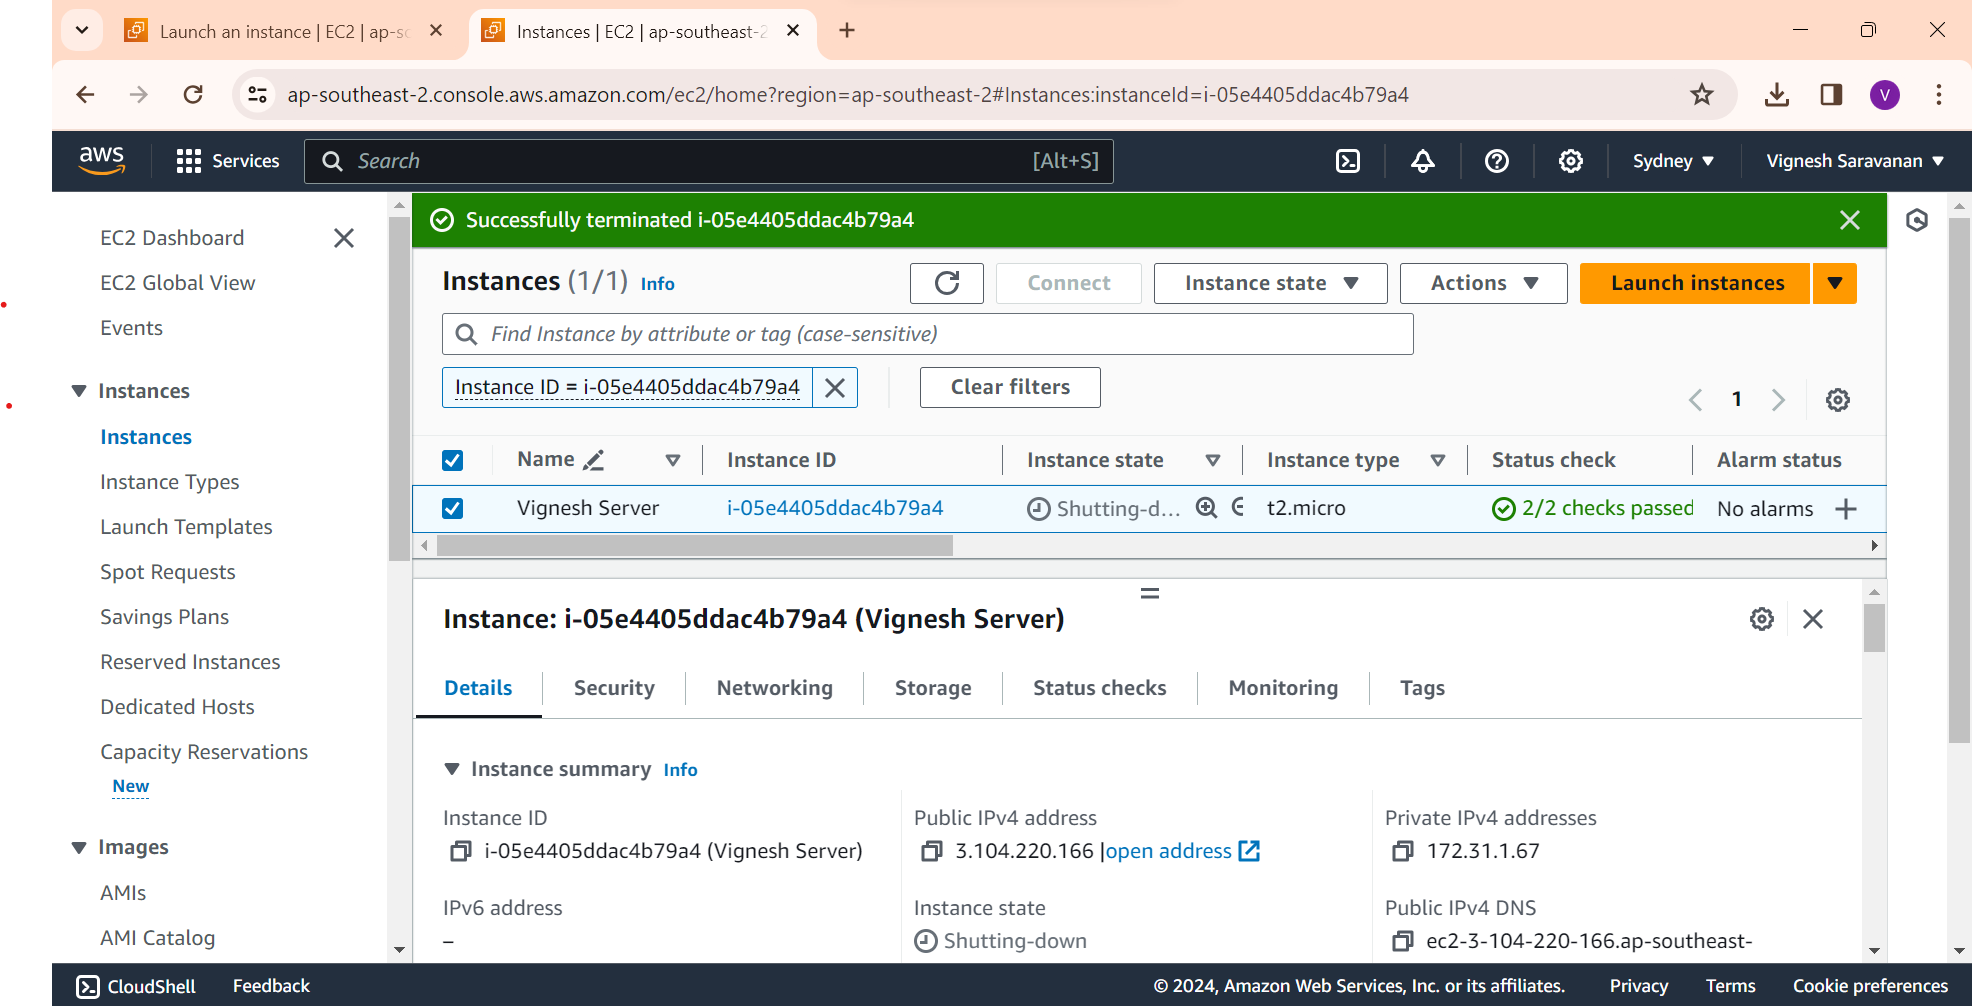 Launch an instance | EC2 | ap-sc
Instances | EC2 | ap-southeast-2
ap-southeast-2.console.aws.amazon.com/ec2/home?region=ap-southeast-2#Instances:instanceId=i-05e4405ddac4b79a4
V
aws
Services
Search
[Alt+S]
Sydney
Vignesh Saravanan
EC2 Dashboard
EC2 Global View
Events
Instances
Instances
Instance Types
Launch Templates
Spot Requests
Savings Plans
Reserved Instances
Dedicated Hosts
Capacity Reservations
New
Images
AMIs
AMI Catalog
Successfully terminated i-05e4405ddac4b79a4
Instances (1/1) Info
Connect
Instance state
Actions
Launch instances
Find Instance by attribute or tag (case-sensitive)
Instance ID = i-05e4405ddac4b79a4
Clear filters
1
Name Instance ID Instance state Instance type Status check Alarm status
Vignesh Server i-05e4405ddac4b79a4 Shutting-d... t2.micro 2/2 checks passed No alarms
Instance: i-05e4405ddac4b79a4 (Vignesh Server)
Details Security Networking Storage Status checks Monitoring Tags
Instance summary Info
Instance ID
i-05e4405ddac4b79a4 (Vignesh Server)
Public IPv4 address
3.104.220.166 |open address
Private IPv4 addresses
172.31.1.67
IPv6 address
–
Instance state
Shutting-down
Public IPv4 DNS
ec2-3-104-220-166.ap-southeast-
CloudShell Feedback
© 2024, Amazon Web Services, Inc. or its affiliates. Privacy Terms Cookie preferences